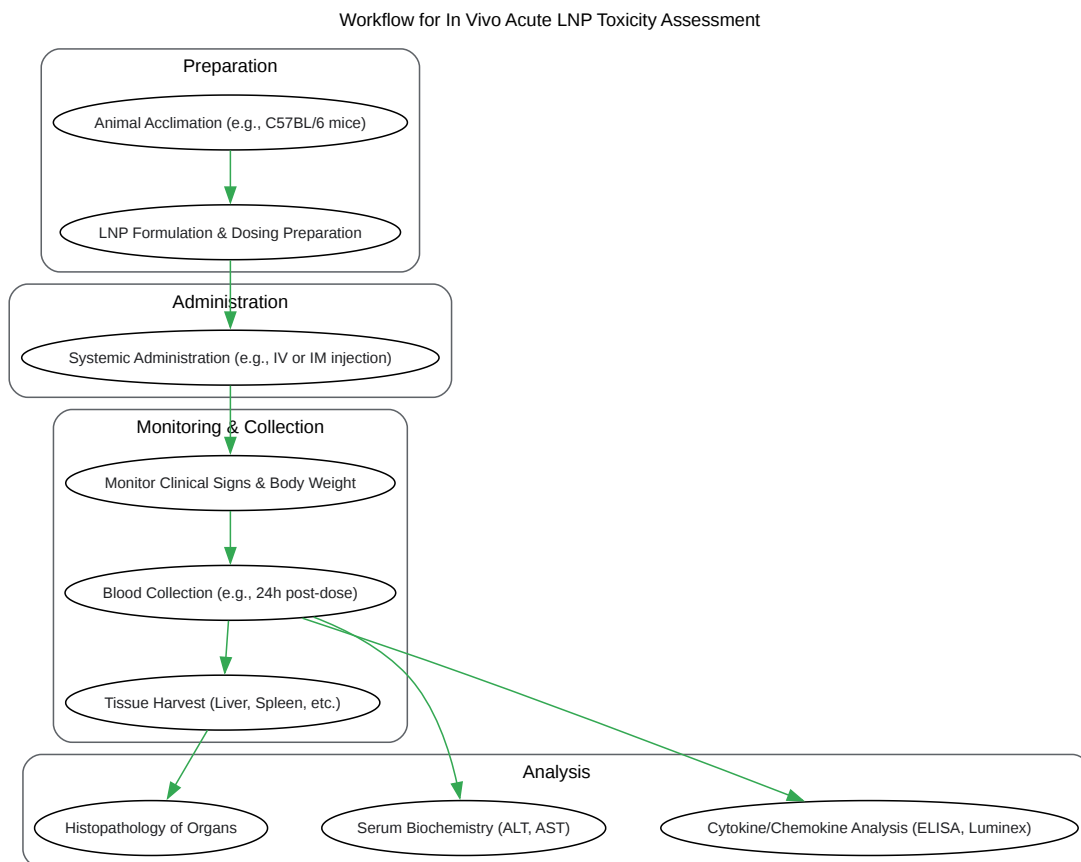 Workflow for In Vivo Acute LNP Toxicity Assessment
Preparation
Animal Acclimation (e.g., C57BL/6 mice)
LNP Formulation & Dosing Preparation
Administration
Systemic Administration (e.g., IV or IM injection)
Monitoring & Collection
Monitor Clinical Signs & Body Weight
Blood Collection (e.g., 24h post-dose)
Tissue Harvest (Liver, Spleen, etc.)
Analysis
Histopathology of Organs
Serum Biochemistry (ALT, AST)
Cytokine/Chemokine Analysis (ELISA, Luminex)